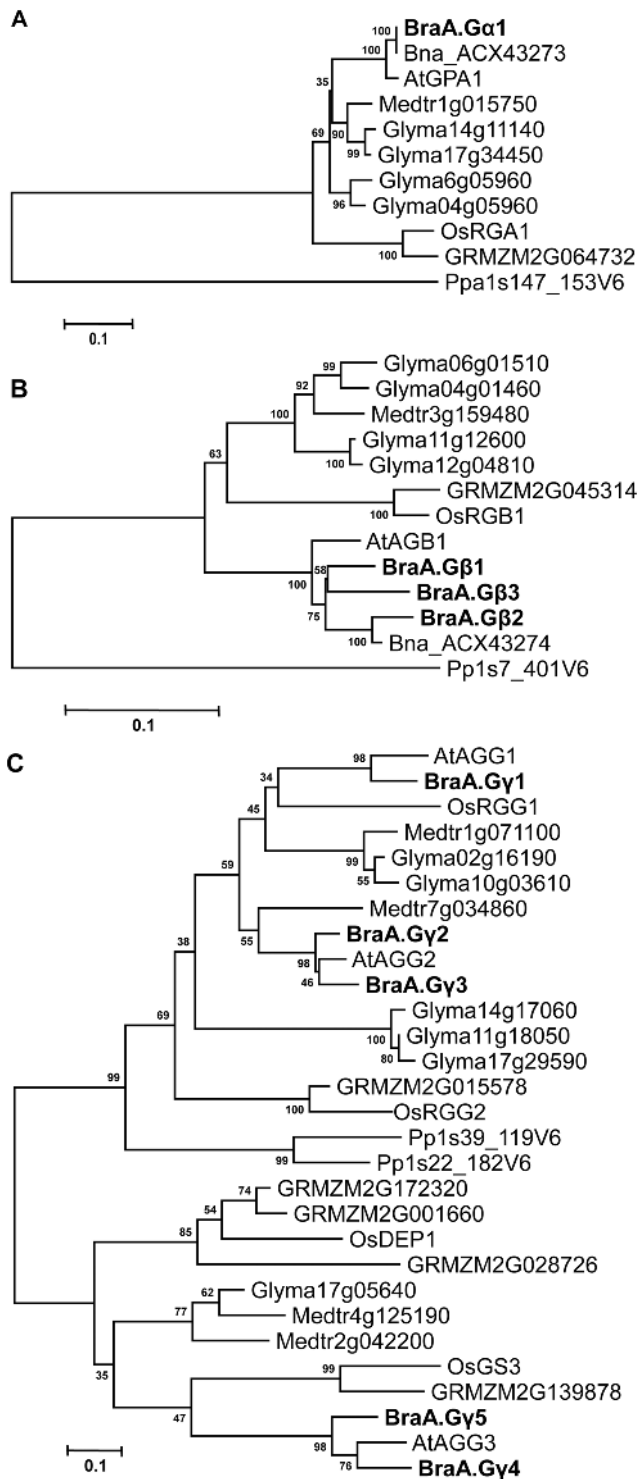 A
BraA.Gα1
100
100
Bna_ACX43273
AtGPA1
35
Medtr1g015750
69
90
Glyma14g11140
99
Glyma17g34450
Glyma6g05960
96
Glyma04g05960
OsRGA1
100
GRMZM2G064732
Ppa1s147_153V6
0.1
B
Glyma06g01510
99
92
Glyma04g01460
100
Medtr3g159480
Glyma11g12600
63
100
Glyma12g04810
GRMZM2G045314
100
OsRGB1
AtAGB1
58
BraA.Gβ1
100
BraA.Gβ3
75
BraA.Gβ2
100
Bna_ACX43274
Pp1s7_401V6
0.1
C
AtAGG1
98
34
BraA.Gγ1
45
OsRGG1
Medtr1g071100
99
Glyma02g16190
59
55
Glyma10g03610
Medtr7g034860
55
BraA.Gγ2
38
98
AtAGG2
46
BraA.Gγ3
Glyma14g17060
100
Glyma11g18050
69
80
Glyma17g29590
99
GRMZM2G015578
100
OsRGG2
Pp1s39_119V6
99
Pp1s22_182V6
74
GRMZM2G172320
54
GRMZM2G001660
85
OsDEP1
GRMZM2G028726
62
Glyma17g05640
77
Medtr4g125190
Medtr2g042200
35
99
OsGS3
GRMZM2G139878
47
BraA.Gγ5
98
AtAGG3
76
BraA.Gγ4
0.1